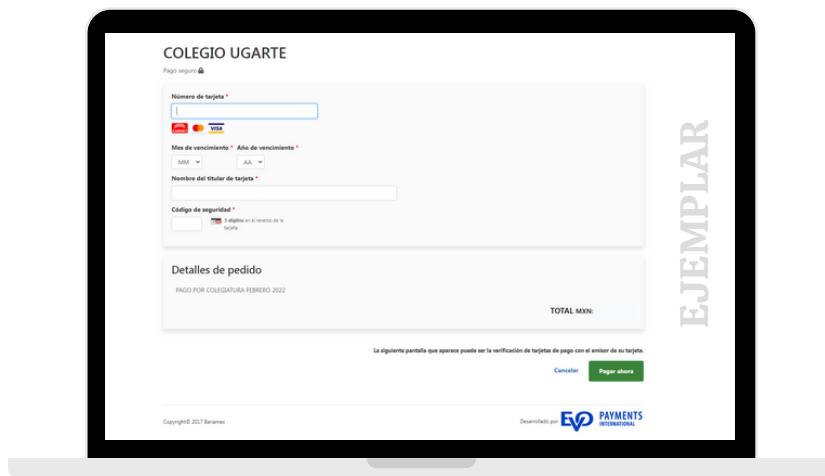 COLEGIO UGARTE
Pago seguro
Número de tarjeta *
VISA
Mes de vencimiento * Año de vencimiento *
MM AA
Nombre del titular de tarjeta *
Código de seguridad *
3 dígitos en el reverso de la
tarjeta
Detalles de pedido
PAGO POR COLEGIATURA FEBRERO 2022
TOTAL MXN:
La siguiente pantalla que aparece puede ser la verificación de tarjetas de pago con el emisor de su tarjeta.
Cancelar Pagar ahora
Copyright© 2017 Banamex
Desarrollado por EVO PAYMENTS
INTERNATIONAL
EJEMPLAR